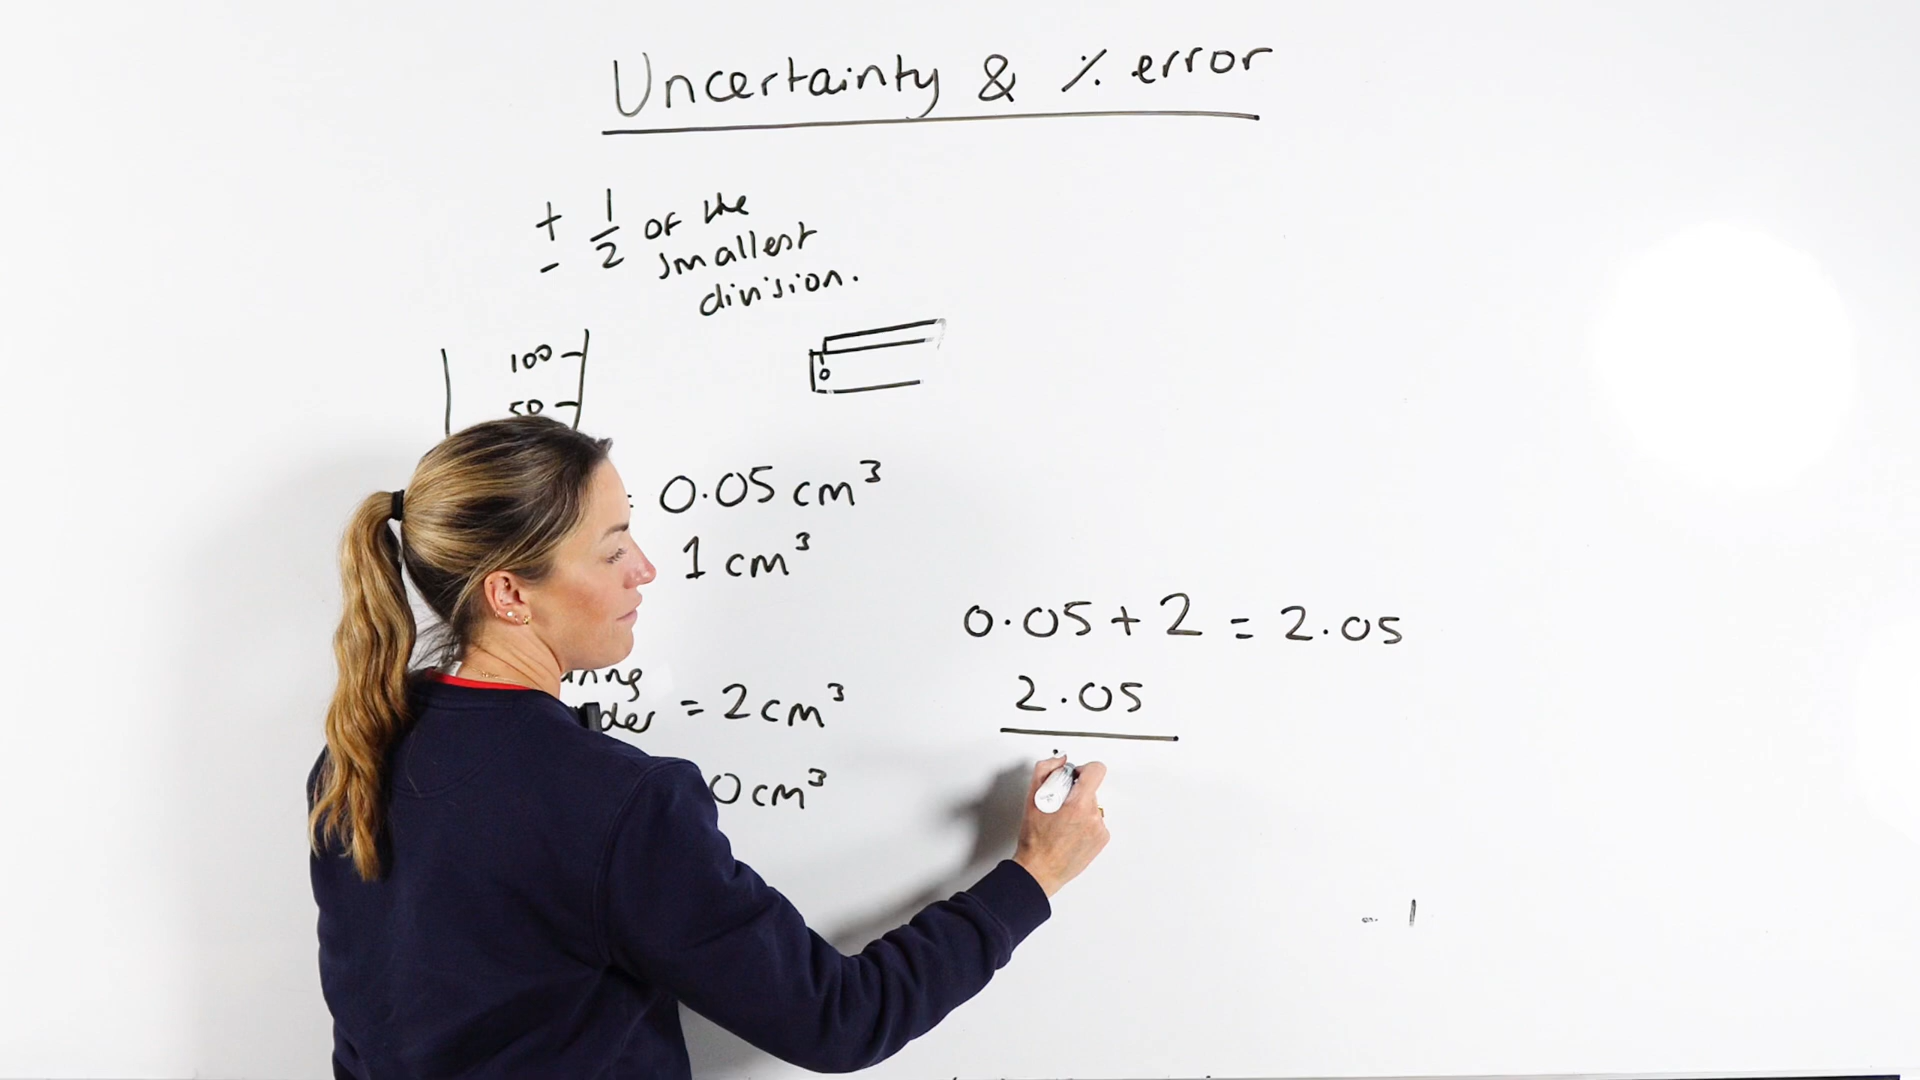 Uncertainty & % error
+ 1/2 of the
- smallest
division.
100
50
0
= 0.05 cm³
1 cm³
= 2 cm³
0 cm³
0.05 + 2 = 2.05
2.05